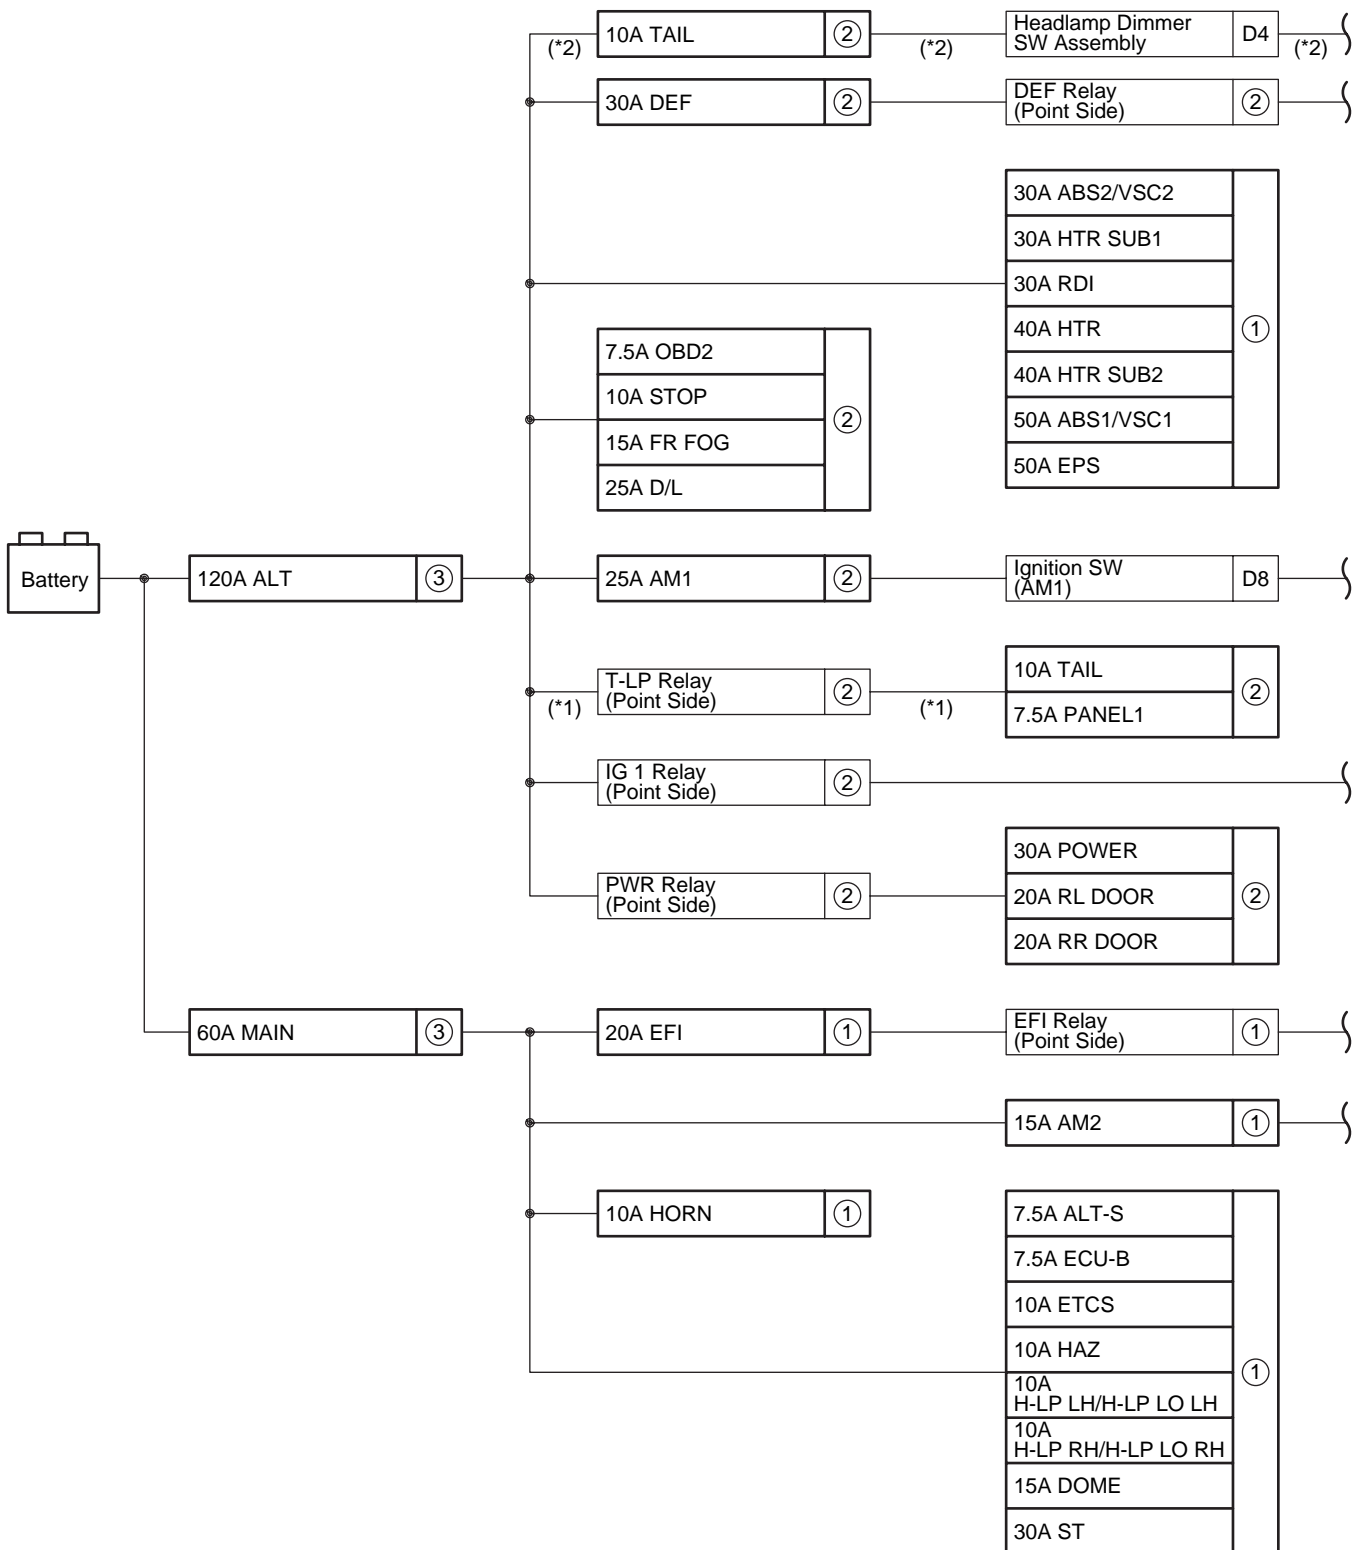 10A TAIL
②
Headlamp Dimmer
SW Assembly
D4
(*2)
(*2)
(*2)
30A DEF
②
DEF Relay
(Point Side)
②
30A ABS2/VSC2
30A HTR SUB1
30A RDI
40A HTR
40A HTR SUB2
50A ABS1/VSC1
50A EPS
①
7.5A OBD2
10A STOP
15A FR FOG
25A D/L
②
Battery
120A ALT
③
25A AM1
②
Ignition SW
(AM1)
D8
T-LP Relay
(Point Side)
②
(*1)
(*1)
10A TAIL
7.5A PANEL1
②
IG 1 Relay
(Point Side)
②
PWR Relay
(Point Side)
②
30A POWER
20A RL DOOR
20A RR DOOR
②
60A MAIN
③
20A EFI
①
EFI Relay
(Point Side)
①
15A AM2
①
10A HORN
①
7.5A ALT-S
7.5A ECU-B
10A ETCS
10A HAZ
10A
H-LP LH/H-LP LO LH
10A
H-LP RH/H-LP LO RH
15A DOME
30A ST
①